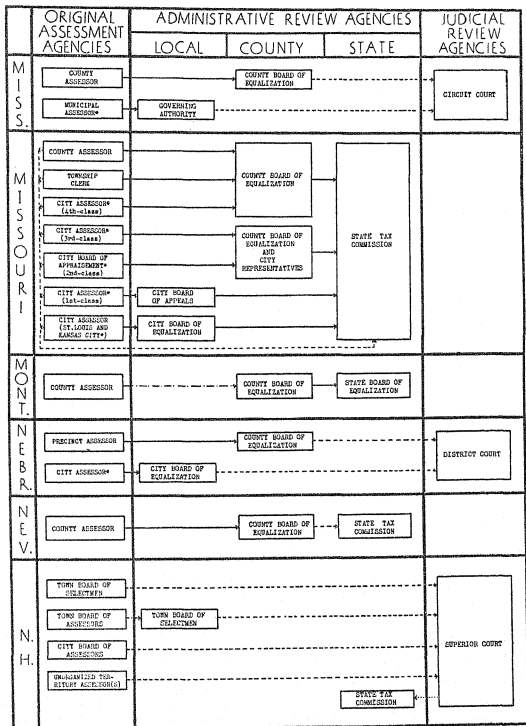 ORIGINAL
ASSESSMENT
AGENCIES
ADMINISTRATIVE REVIEW AGENCIES
LOCAL
COUNTY
STATE
JUDICIAL
REVIEW
AGENCIES
MISS.
COUNTY
ASSESSOR
COUNTY BOARD OF
EQUALIZATION
MUNICIPAL
ASSESSOR*
GOVERNING
AUTHORITY
CIRCUIT COURT
MISSOURI
COUNTY ASSESSOR
TOWNSHIP
CLERK
CITY ASSESSOR*
(4th-class)
COUNTY BOARD OF
EQUALIZATION
CITY ASSESSOR*
(3rd-class)
CITY BOARD OF
APPRAISEMENT*
(2nd-class)
COUNTY BOARD OF
EQUALIZATION
AND
CITY
REPRESENTATIVES
CITY ASSESSOR*
(1st-class)
CITY BOARD
OF APPEALS
CITY ASSESSOR
(ST.LOUIS AND
KANSAS CITY*)
CITY BOARD OF
EQUALIZATION
STATE TAX
COMMISSION
MONT.
COUNTY ASSESSOR
COUNTY BOARD OF
EQUALIZATION
STATE BOARD OF
EQUALIZATION
NEBR.
PRECINCT ASSESSOR
COUNTY BOARD OF
EQUALIZATION
CITY ASSESSOR*
CITY BOARD OF
EQUALIZATION
DISTRICT COURT
NEV.
COUNTY ASSESSOR
COUNTY BOARD OF
EQUALIZATION
STATE TAX
COMMISSION
N.H.
TOWN BOARD OF
SELECTMEN
TOWN BOARD OF
ASSESSORS
TOWN BOARD OF
SELECTMEN
CITY BOARD OF
ASSESSORS
UNORGANIZED TER-
RITORY ASSESSOR(S)
SUPERIOR COURT
STATE TAX
COMMISSION